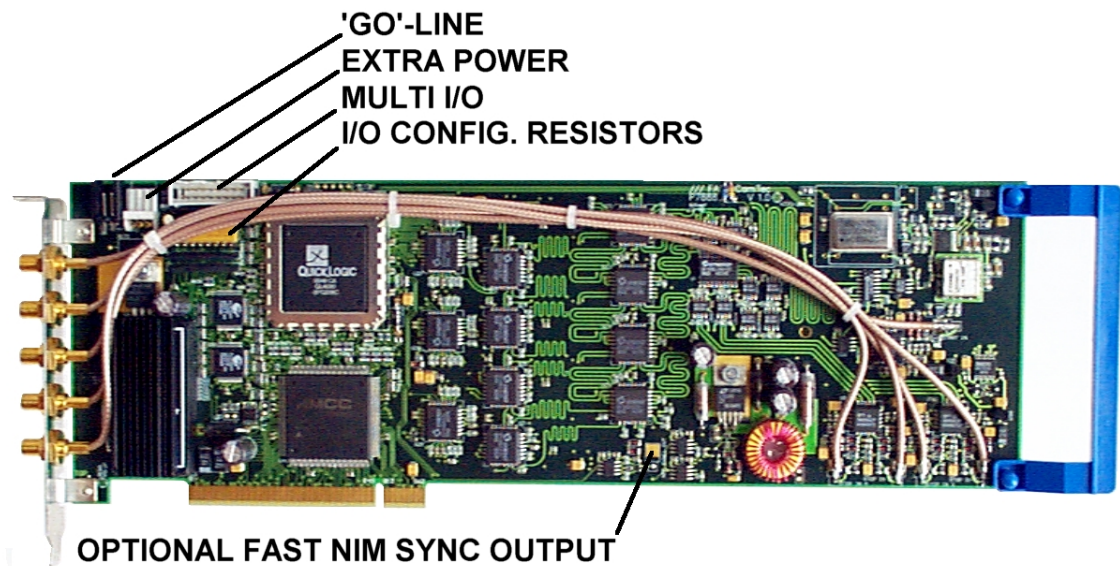 'GO'-LINE
EXTRA POWER
MULTI I/O
I/O CONFIG. RESISTORS
QUICKLOGIC
AMCC
OPTIONAL FAST NIM SYNC OUTPUT